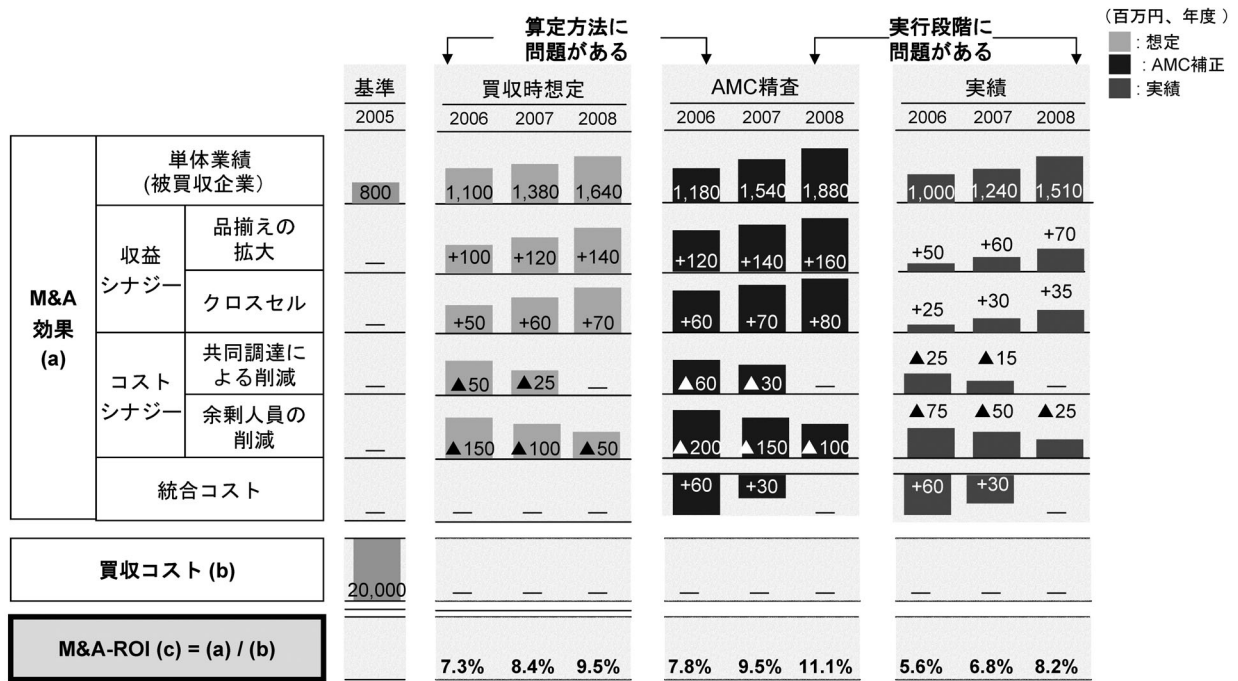 (百万円、年度 )
: 想定
: AMC補正
: 実績
算定方法に
問題がある
実行段階に
問題がある
基準
買収時想定
AMC精査
実績
2005
2006 2007 2008
2006 2007 2008
2006 2007 2008
M&A
効果
(a)
単体業績
(被買収企業)
800
1,100 1,380 1,640
1,180 1,540 1,880
1,000 1,240 1,510
収益
シナジー
品揃えの
拡大
—
+100 +120 +140
+120 +140 +160
+50 +60 +70
クロスセル
—
+50 +60 +70
+60 +70 +80
+25 +30 +35
コスト
シナジー
共同調達に
よる削減
—
▲50 ▲25 —
△60 △30 —
▲25 ▲15 —
余剰人員の
削減
—
▲150 ▲100 ▲50
△200 △150 △100
▲75 ▲50 ▲25
統合コスト
—
— — —
+60 +30 —
+60 +30 —
買収コスト (b)
20,000
— — —
— — —
— — —
M&A-ROI (c) = (a) / (b)
7.3% 8.4% 9.5%
7.8% 9.5% 11.1%
5.6% 6.8% 8.2%